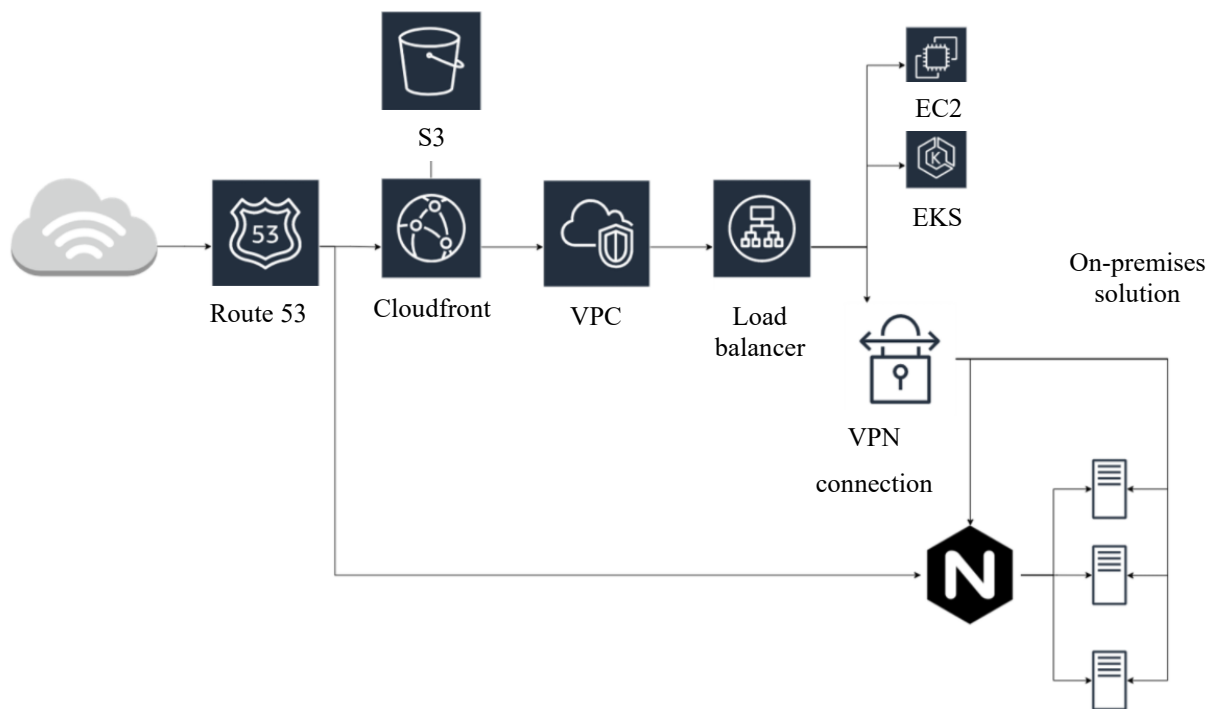 S3
EC2
EKS
53
K
Route 53
Cloudfront
VPC
Load
balancer
On-premises
solution
VPN
connection
N